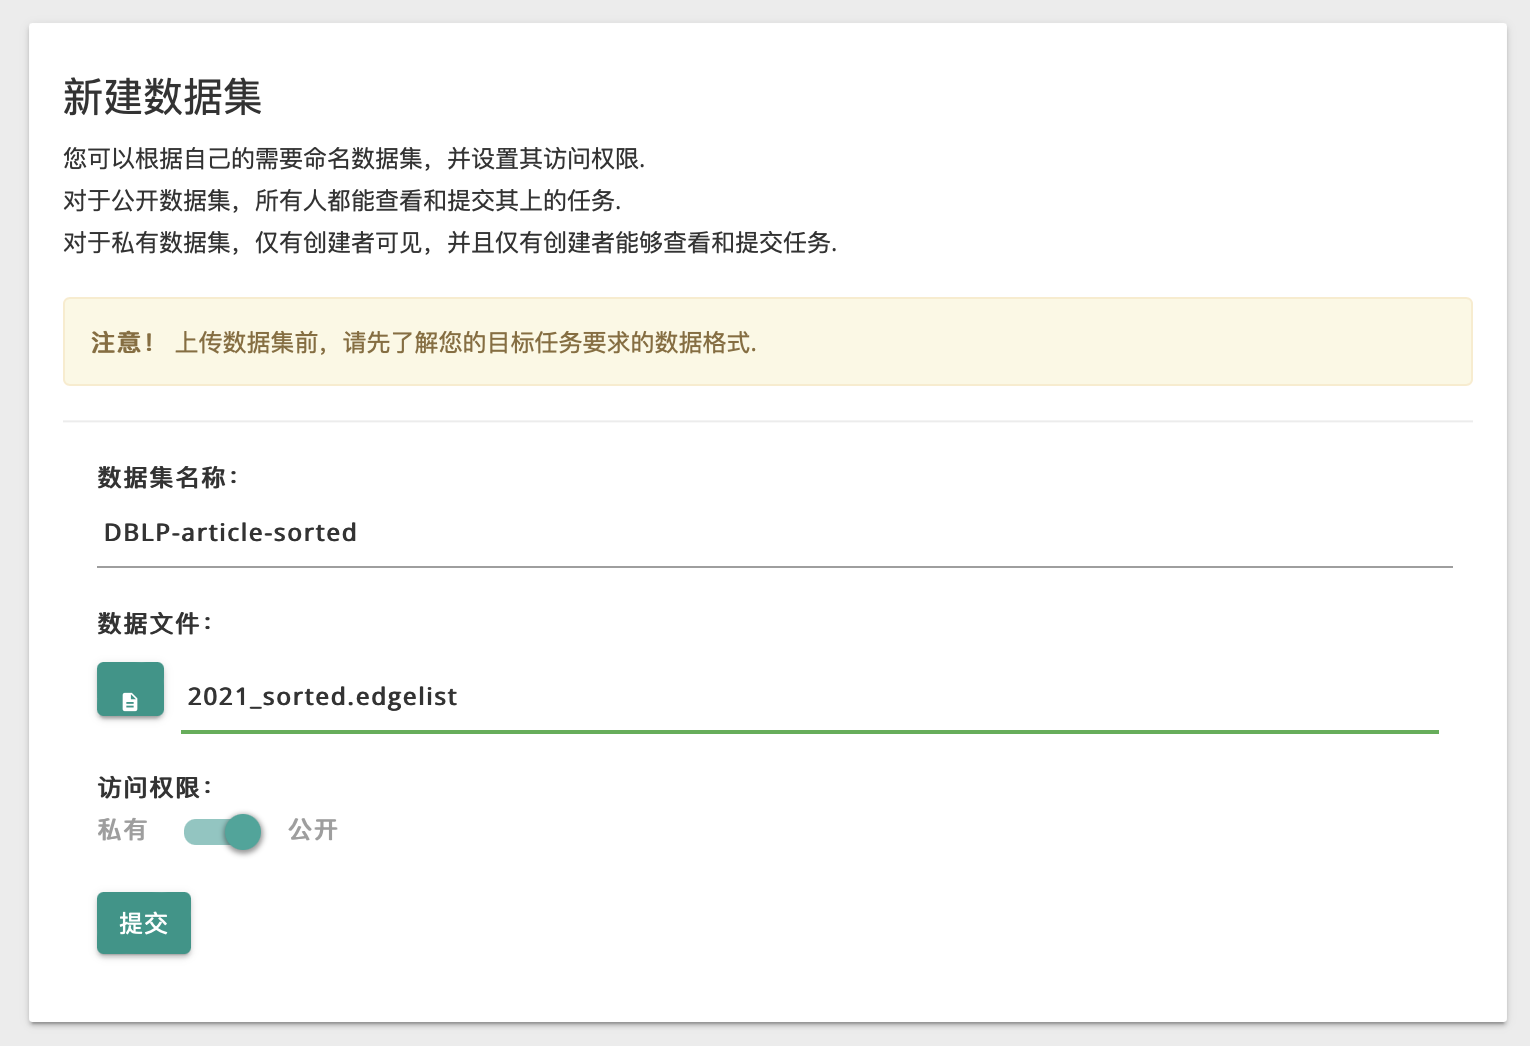 新建数据集
您可以根据自己的需要命名数据集，并设置其访问权限.
对于公开数据集，所有人都能查看和提交其上的任务.
对于私有数据集，仅有创建者可见，并且仅有创建者能够查看和提交任务.
注意！ 上传数据集前，请先了解您的目标任务要求的数据格式.
数据集名称：
DBLP-article-sorted
数据文件：
2021_sorted.edgelist
访问权限：
私有 公开
提交